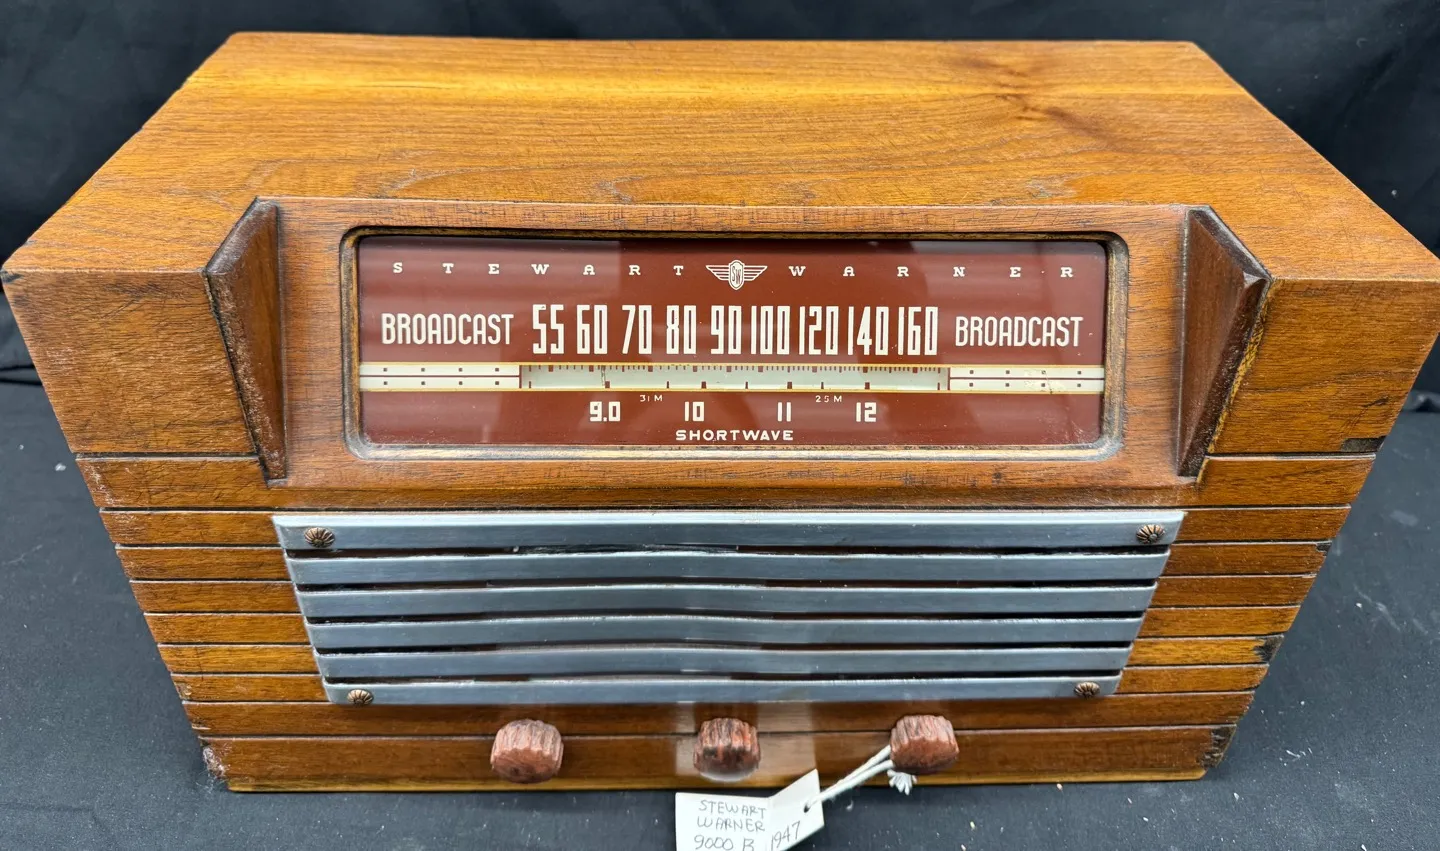 STEWART SW WARNER
BROADCAST 55 60 70 80 90 100 120 140 160 BROADCAST
31M 25M
9.0 10 11 12
SHORTWAVE
STEWART
WARNER
9000 B 1947